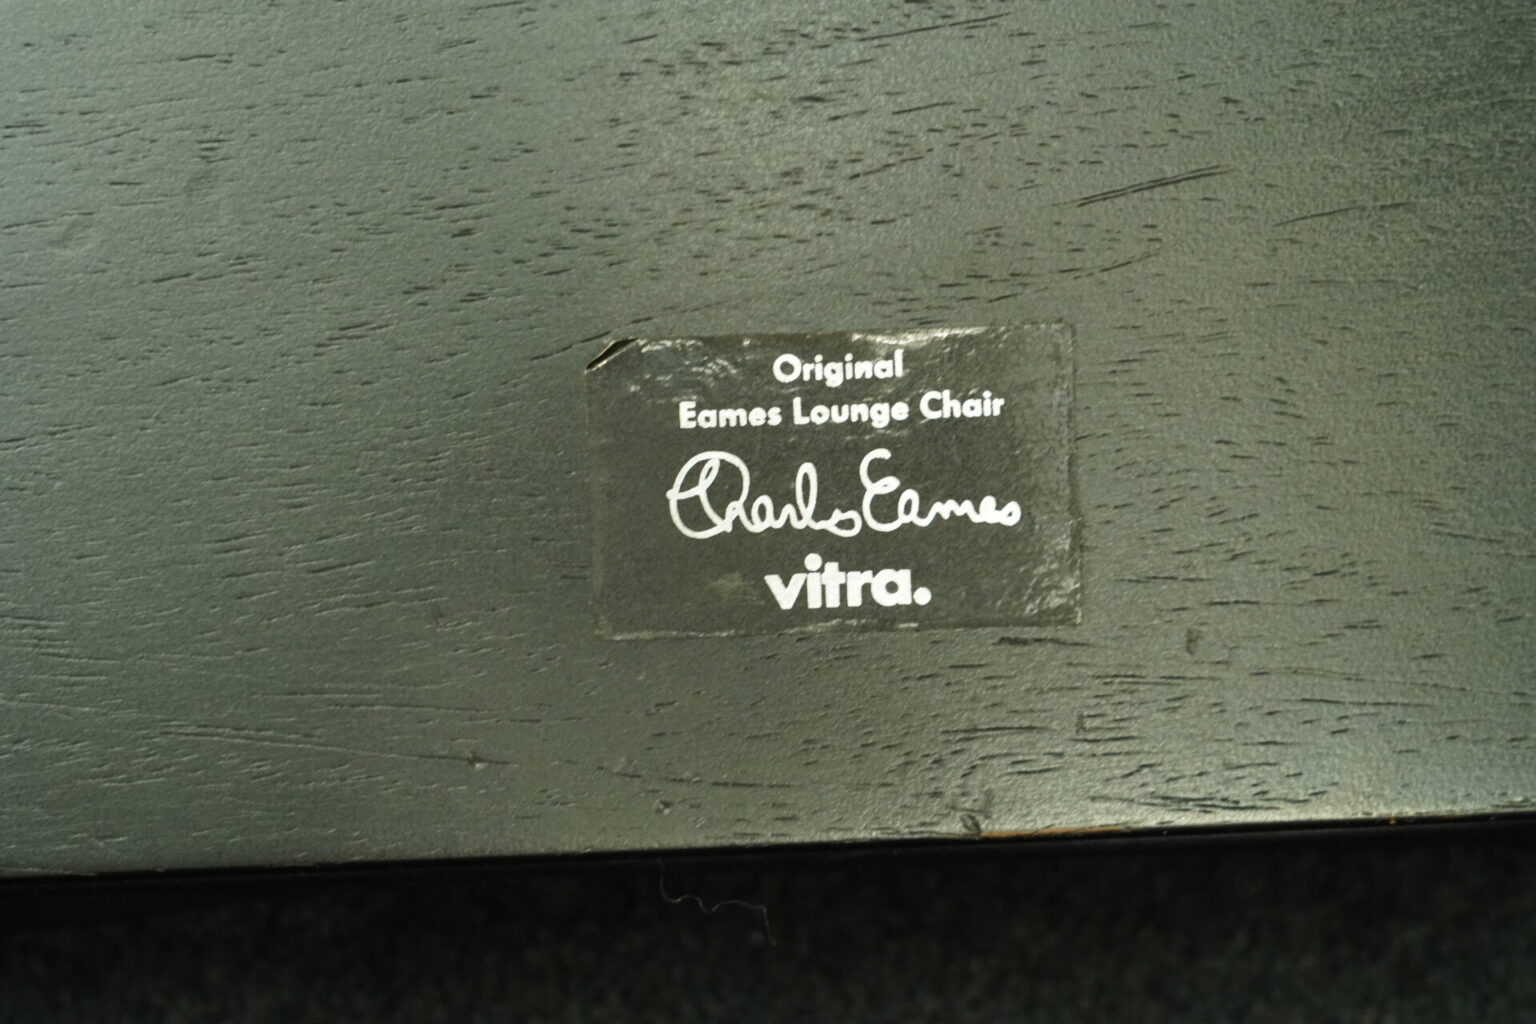 Original
Eames Lounge Chair
Charles Eames
vitra.